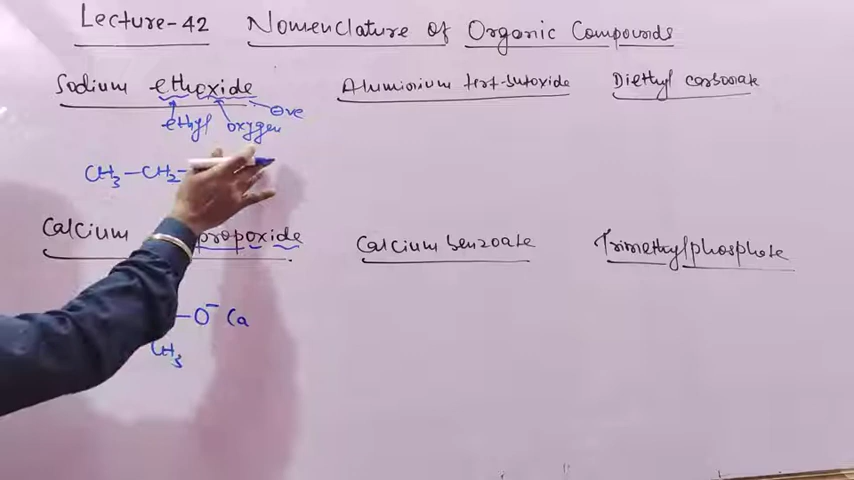 Lecture-42 Nomenclature of Organic Compounds
Sodium ethoxide Aluminium tert-butoxide Diethyl carbonate
⊖ve
ethyl oxygen
CH3-CH2-
Calcium propoxide Calcium benzoate Trimethylphosphate
-O⁻ Ca
CH3